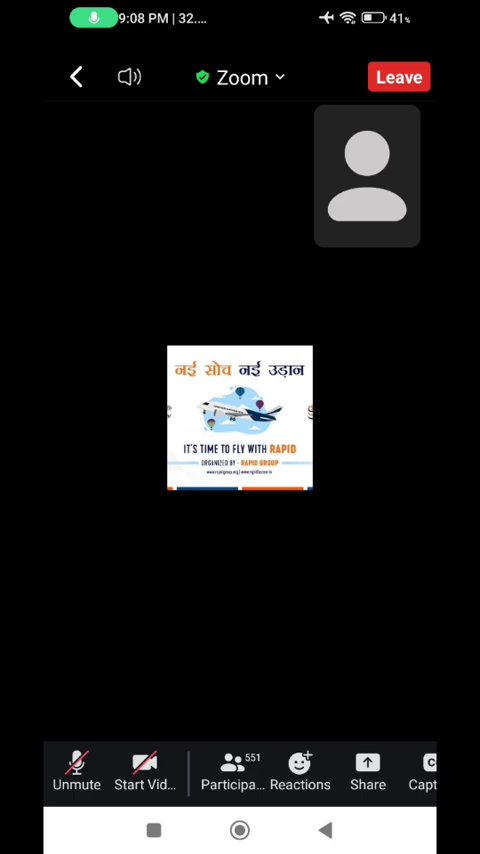 9:08 PM | 32....
41%
Zoom
Leave
नई सोच नई उड़ान
IT'S TIME TO FLY WITH RAPID
ORGANIZED BY - RAPID GROUP
551
Unmute
Start Vid...
Participa...
Reactions
Share
Capt